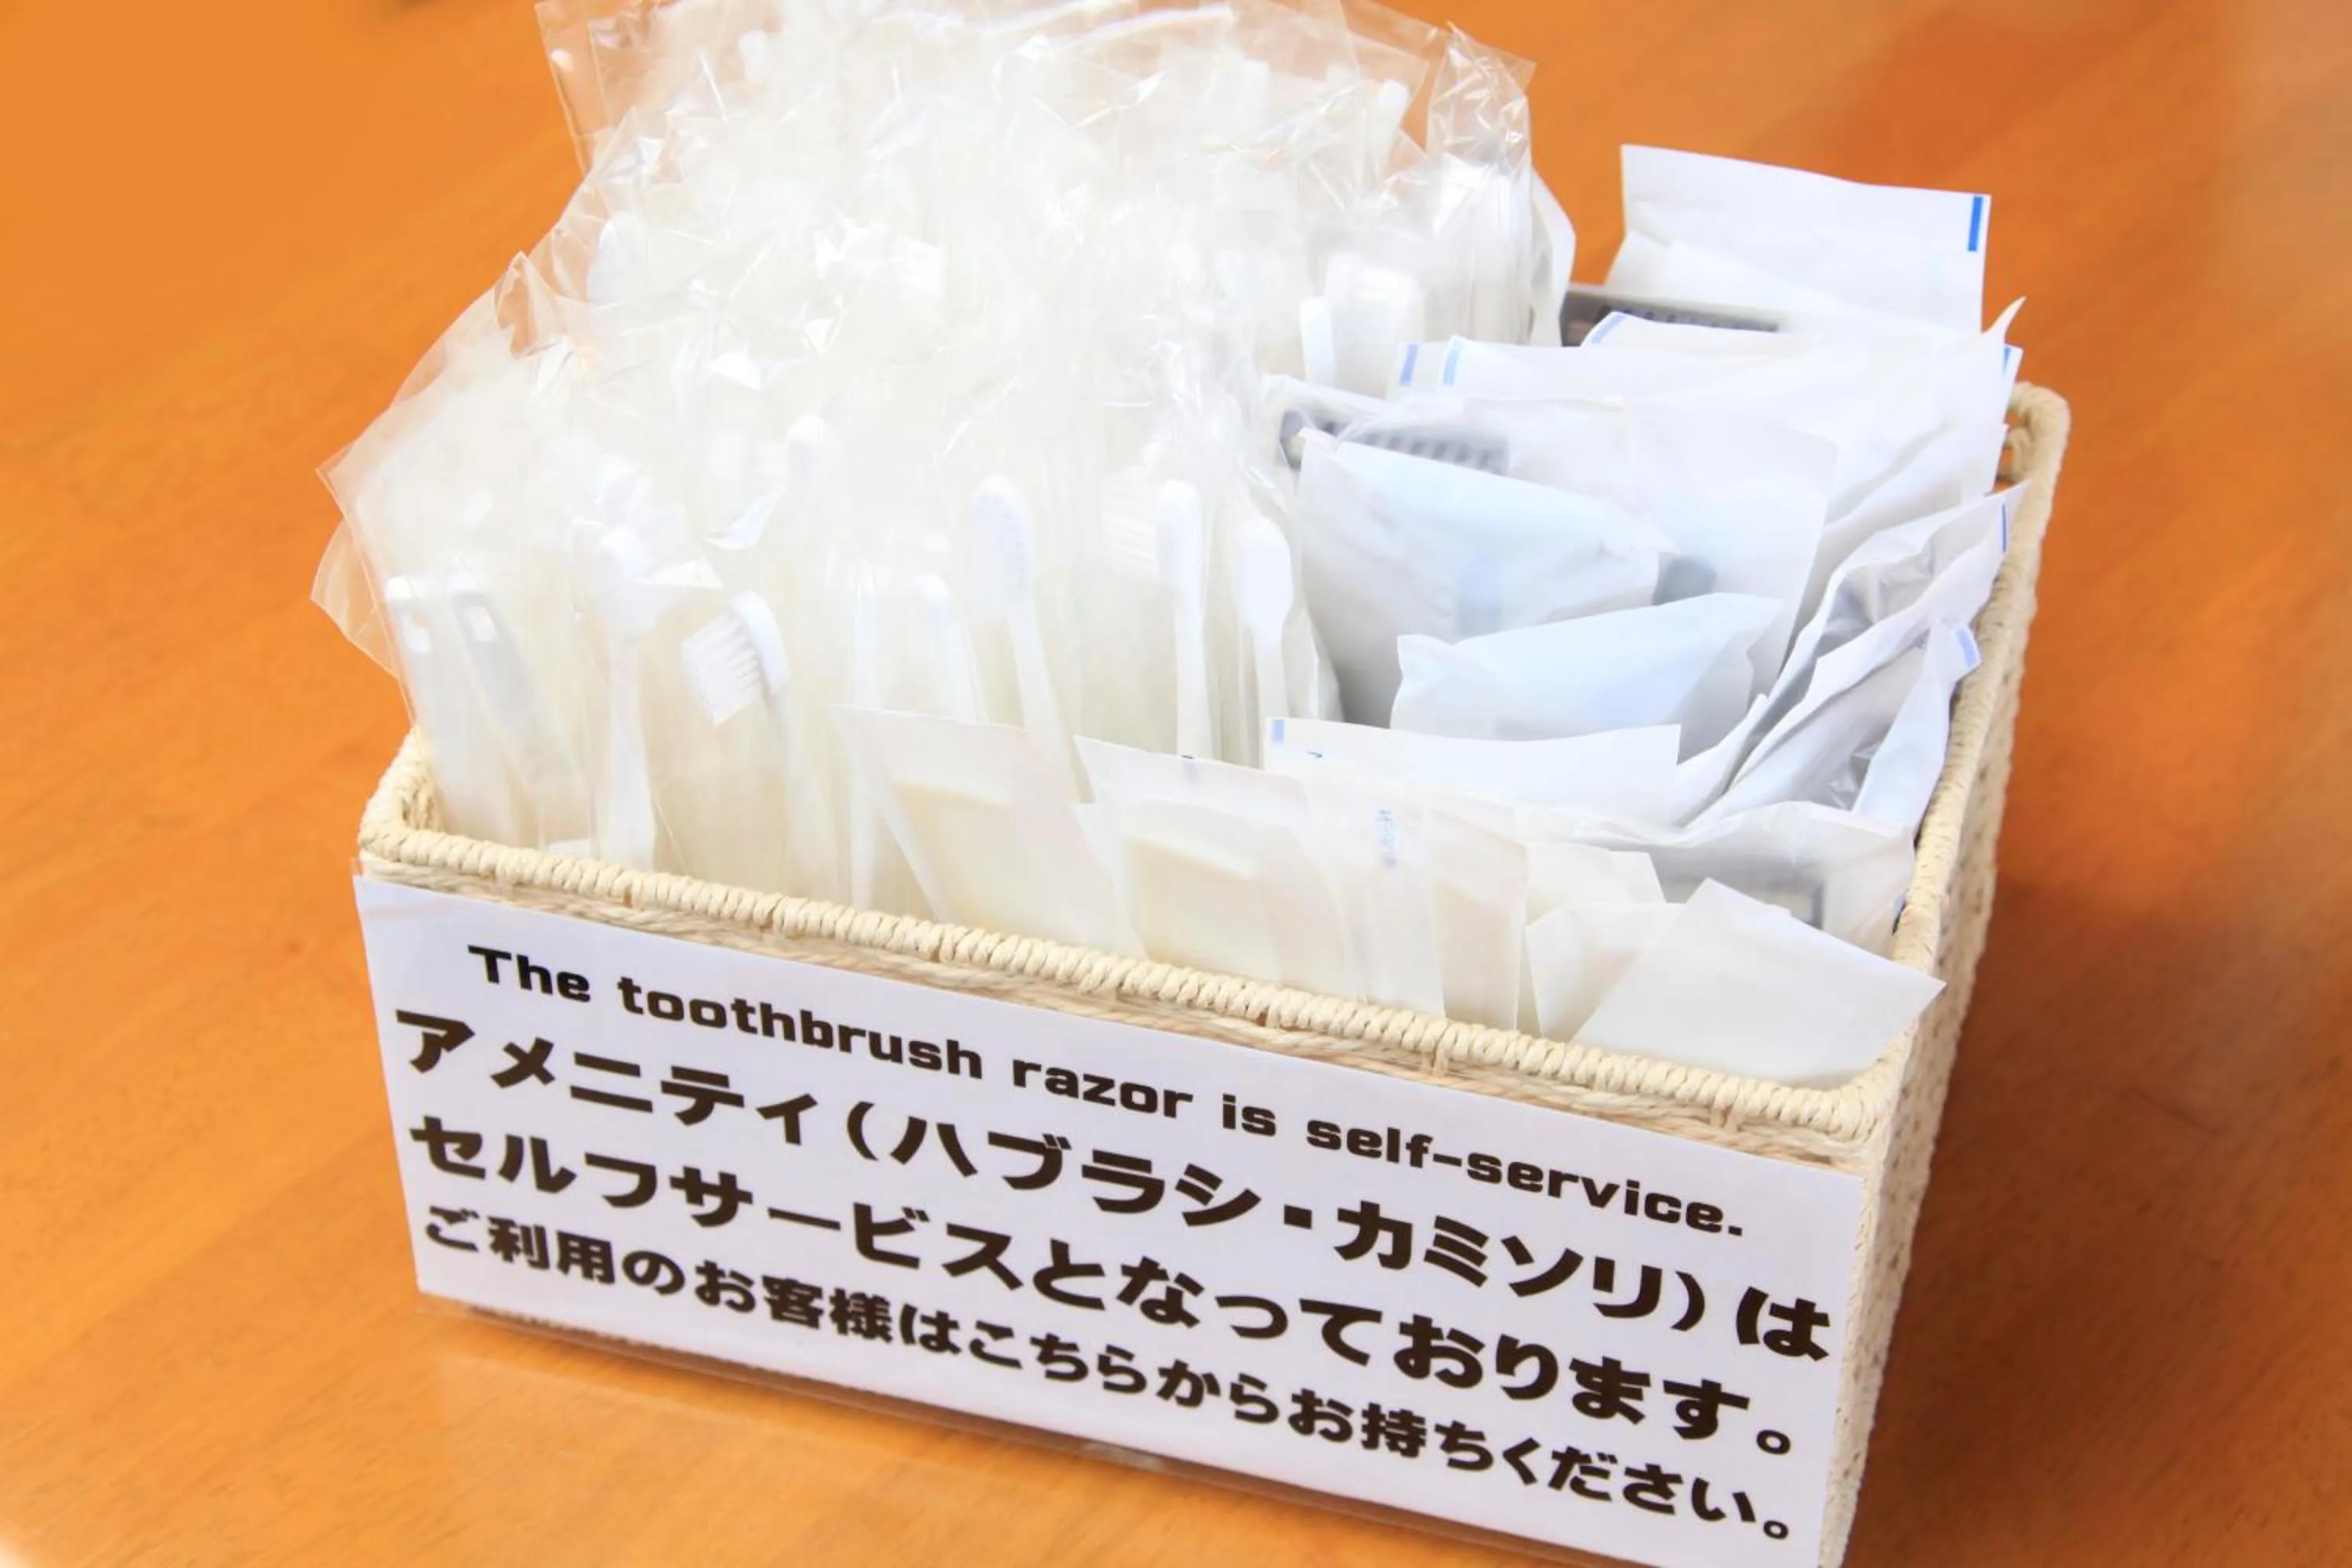 The toothbrush razor is self-service.
アメニティ(ハブラシ・カミソリ)は
セルフサービスとなっております。
ご利用のお客様はこちらからお持ちください。